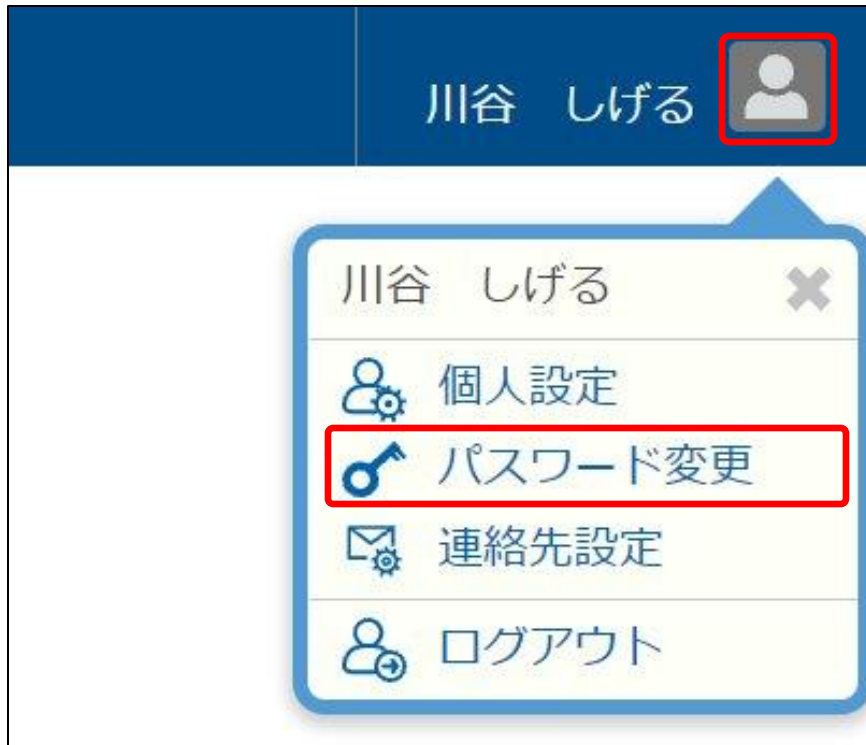 川谷　しげる
川谷　しげる
個人設定
パスワード変更
連絡先設定
ログアウト